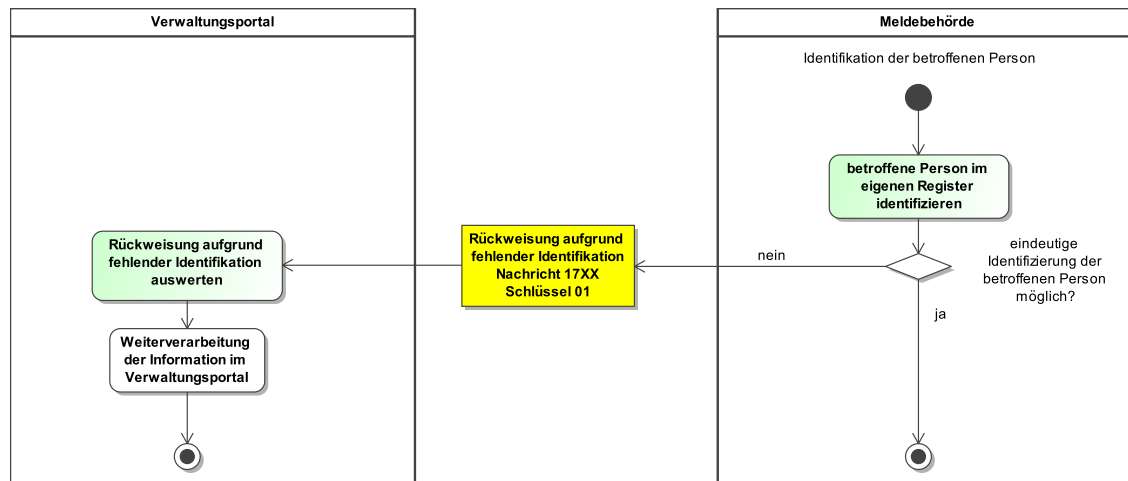 Verwaltungsportal
Meldebehörde
Identifikation der betroffenen Person
betroffene Person im
eigenen Register
identifizieren
eindeutige
Identifizierung der
betroffenen Person
möglich?
nein
ja
Rückweisung aufgrund
fehlender Identifikation
Nachricht 17XX
Schlüssel 01
Rückweisung aufgrund
fehlender Identifikation
auswerten
Weiterverarbeitung
der Information im
Verwaltungsportal